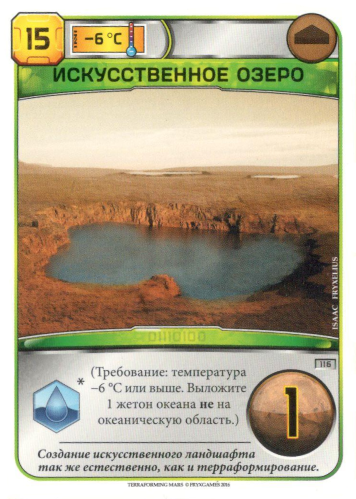 15
-6 °C
ИСКУССТВЕННОЕ ОЗЕРО
ISAAC FRYXELIUS
01110100
116
* (Требование: температура
–6 °C или выше. Выложите
1 жетон океана не на
океаническую область.)
1
Создание искусственного ландшафта
так же естественно, как и терраформирование.
TERRAFORMING MARS © FRYXGAMES 2016